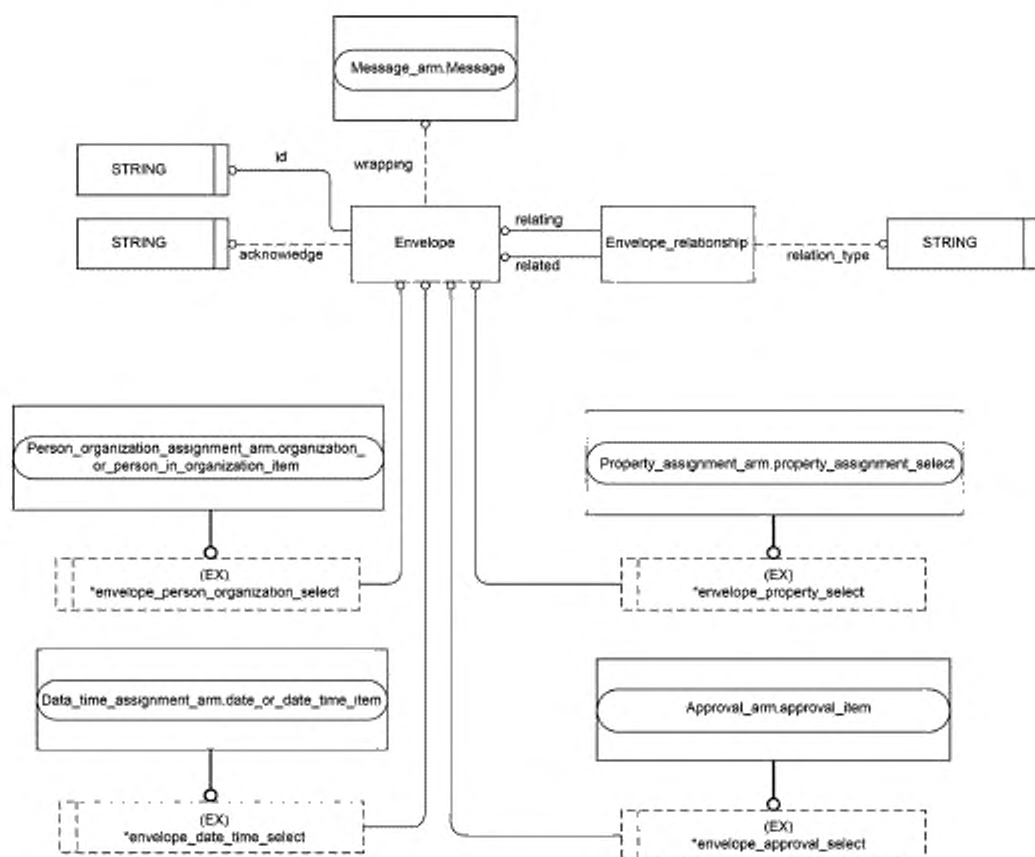 Message_arm.Message
id
wrapping
STRING
STRING
acknowledge
Envelope
relating
related
Envelope_relationship
relation_type
STRING
Person_organization_assignment_arm.organization_
or_person_in_organization_item
Property_assignment_arm.property_assignment_select
(EX)
*envelope_person_organization_select
(EX)
*envelope_property_select
Data_time_assignment_arm.date_or_date_time_item
Approval_arm.approval_item
(EX)
*envelope_date_time_select
(EX)
*envelope_approval_select